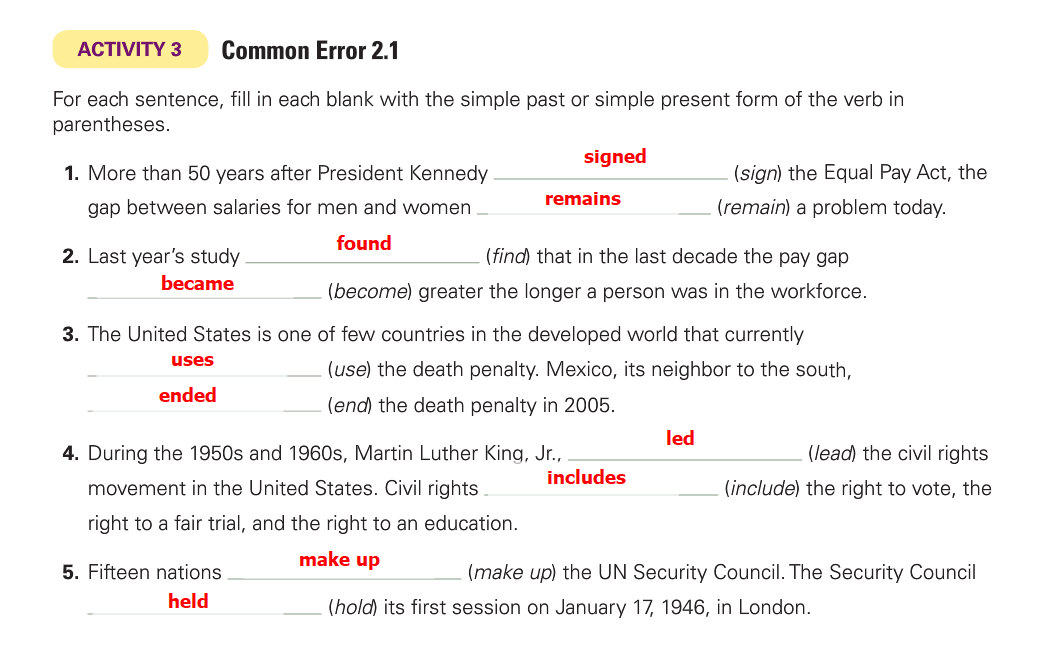 ACTIVITY 3 Common Error 2.1
For each sentence, fill in each blank with the simple past or simple present form of the verb in
parentheses.
1. More than 50 years after President Kennedy signed (sign) the Equal Pay Act, the
gap between salaries for men and women remains (remain) a problem today.
2. Last year's study found (find) that in the last decade the pay gap
became (become) greater the longer a person was in the workforce.
3. The United States is one of few countries in the developed world that currently
uses (use) the death penalty. Mexico, its neighbor to the south,
ended (end) the death penalty in 2005.
4. During the 1950s and 1960s, Martin Luther King, Jr., led (lead) the civil rights
movement in the United States. Civil rights includes (include) the right to vote, the
right to a fair trial, and the right to an education.
5. Fifteen nations make up (make up) the UN Security Council. The Security Council
held (hold) its first session on January 17, 1946, in London.